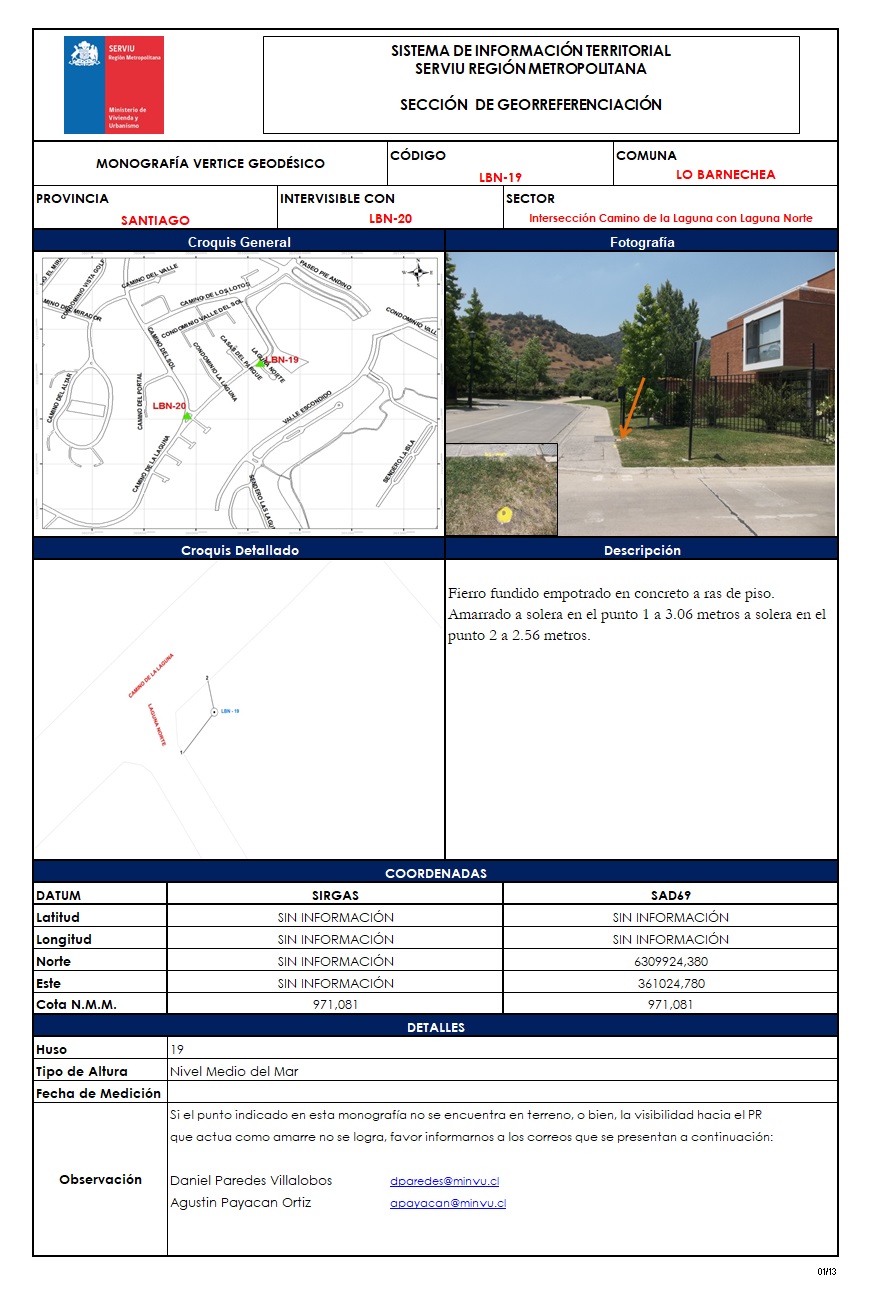 SERVIU
Región Metropolitana
Ministerio de
Vivienda y
Urbanismo
SISTEMA DE INFORMACIÓN TERRITORIAL
SERVIU REGIÓN METROPOLITANA
SECCIÓN DE GEORREFERENCIACIÓN
MONOGRAFÍA VERTICE GEODÉSICO
CÓDIGO
LBN-19
COMUNA
LO BARNECHEA
PROVINCIA
SANTIAGO
INTERVISIBLE CON
LBN-20
SECTOR
Intersección Camino de la Laguna con Laguna Norte
Croquis General
Fotografía
CONDOMINIO VISTA GOLF
CAMINO DEL VALLE
CAMINO DE LOS LOTOS
PASEO PIE ANDINO
CONDOMINIO VALLE DEL SOL
CAMINO DEL SOL
CONDOMINIO LA LAGUNA
CASAS DEL PARQUE
LAGUNA NORTE
LBN-19
CAMINO DEL ALTAR
CAMINO DEL PORTAL
LBN-20
VALLE ESCONDIDO
CAMINO DE LA LAGUNA
SENDERO LA ISLA
N
W
E
S
Croquis Detallado
Descripción
CAMINO DE LA LAGUNA
LAGUNA NORTE
2
LBN - 19
1
Fierro fundido empotrado en concreto a ras de piso.
Amarrado a solera en el punto 1 a 3.06 metros a solera en el
punto 2 a 2.56 metros.
COORDENADAS
DATUM SIRGAS SAD69
Latitud SIN INFORMACIÓN SIN INFORMACIÓN
Longitud SIN INFORMACIÓN SIN INFORMACIÓN
Norte SIN INFORMACIÓN 6309924,380
Este SIN INFORMACIÓN 361024,780
Cota N.M.M. 971,081 971,081
DETALLES
Huso 19
Tipo de Altura Nivel Medio del Mar
Fecha de Medición
Observación
Si el punto indicado en esta monografía no se encuentra en terreno, o bien, la visibilidad hacia el PR
que actua como amarre no se logra, favor informarnos a los correos que se presentan a continuación:
Daniel Paredes Villalobos dparedes@minvu.cl
Agustin Payacan Ortiz apayacan@minvu.cl
01/13